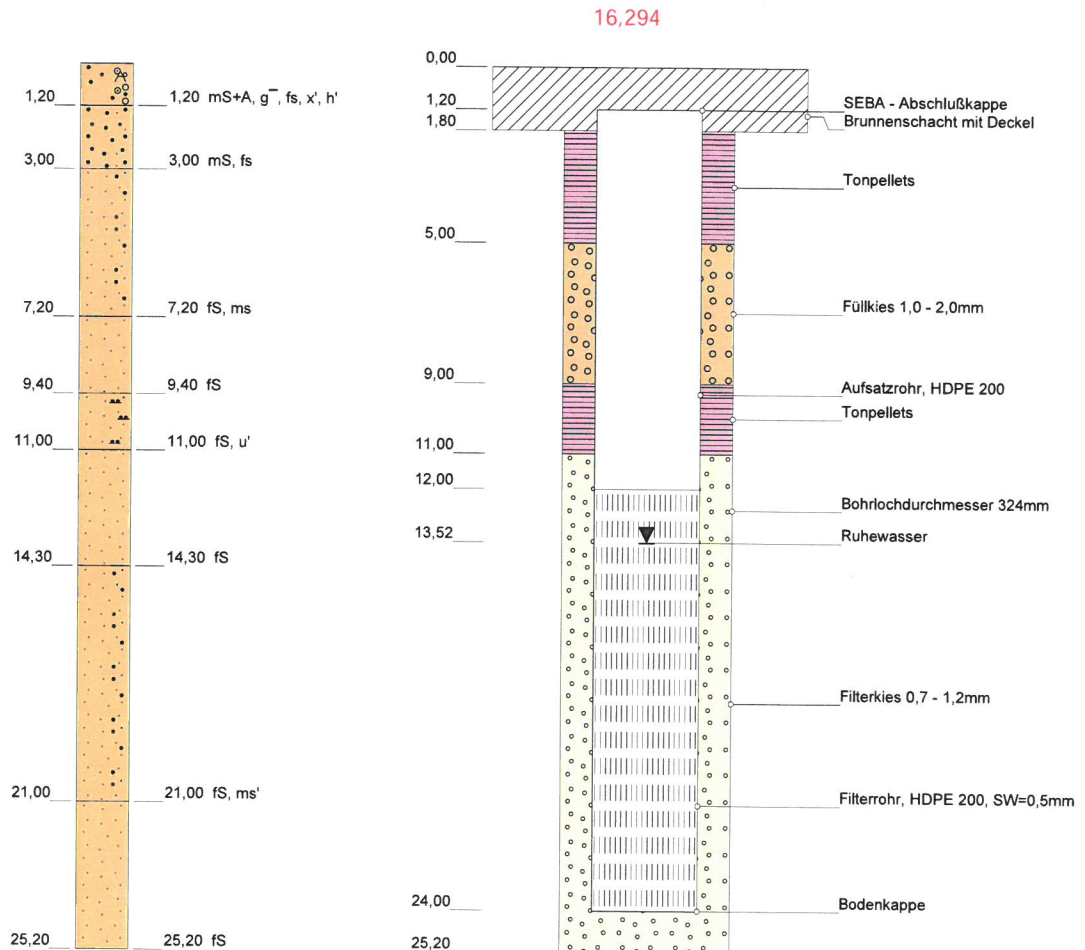 16,294
1,20
1,20 mS+A, g¯, fs, x', h'
3,00
3,00 mS, fs
7,20
7,20 fS, ms
9,40
9,40 fS
11,00
11,00 fS, u'
14,30
14,30 fS
21,00
21,00 fS, ms'
25,20
25,20 fS
0,00
1,20
1,80
5,00
9,00
11,00
12,00
13,52
24,00
25,20
SEBA - Abschlußkappe
Brunnenschacht mit Deckel
Tonpellets
Füllkies 1,0 - 2,0mm
Aufsatzrohr, HDPE 200
Tonpellets
Bohrlochdurchmesser 324mm
Ruhewasser
Filterkies 0,7 - 1,2mm
Filterrohr, HDPE 200, SW=0,5mm
Bodenkappe